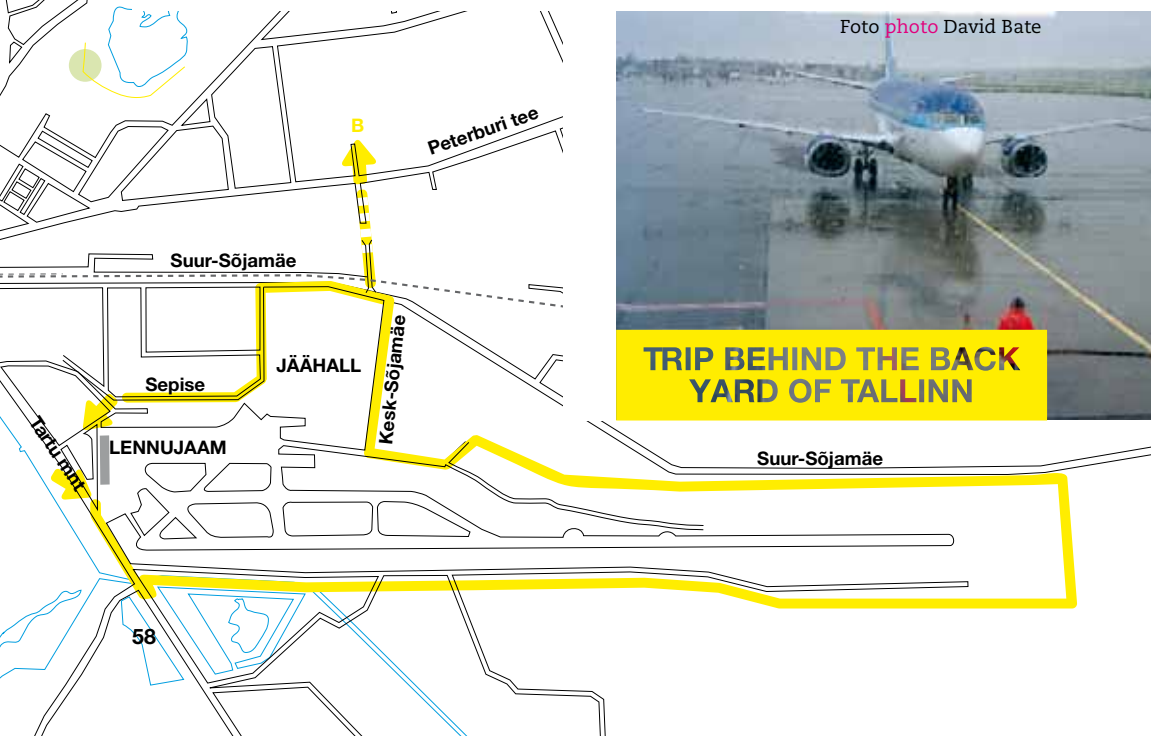 Foto photo David Bate
B
Peterburi tee
Suur-Sõjamäe
TRIP BEHIND THE BACK
YARD OF TALLINN
JÄÄHALL
Kesk-Sõjamäe
Sepise
Tartu mnt
LENNUJAAM
Suur-Sõjamäe
58